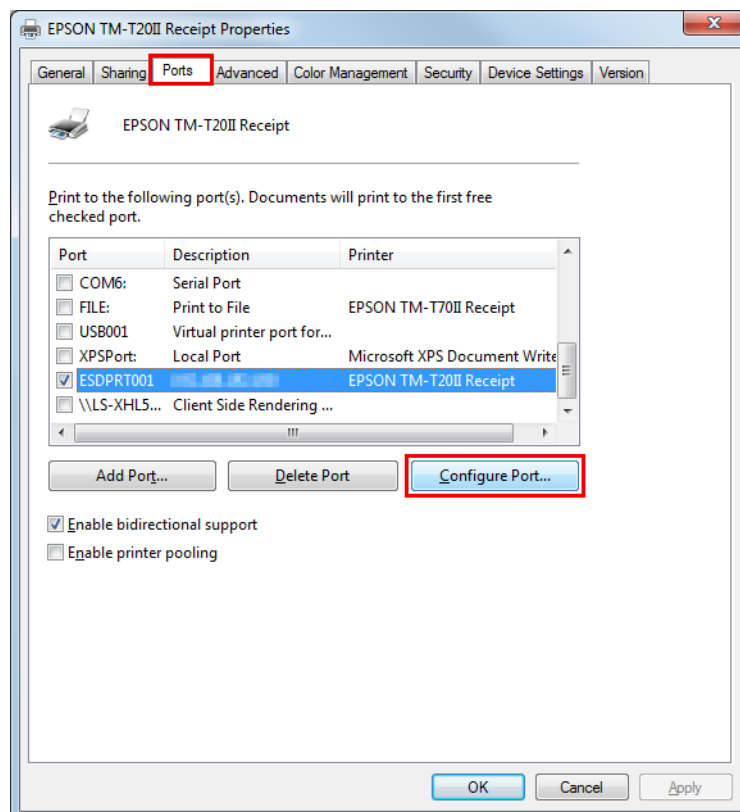 EPSON TM-T20II Receipt Properties
General Sharing Ports Advanced Color Management Security Device Settings Version
EPSON TM-T20II Receipt
Print to the following port(s). Documents will print to the first free
checked port.
Port Description Printer
COM6: Serial Port
FILE: Print to File EPSON TM-T70II Receipt
USB001 Virtual printer port for...
XPSPort: Local Port Microsoft XPS Document Write
ESDPRT001 EPSON TM-T20II Receipt
\\LS-XHL5... Client Side Rendering ...
Add Port... Delete Port Configure Port...
Enable bidirectional support
Enable printer pooling
OK Cancel Apply